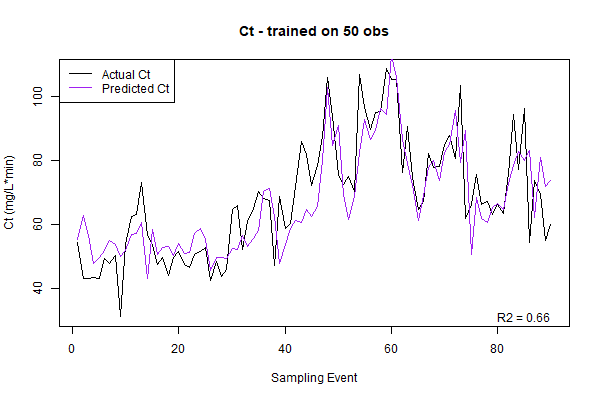 Ct - trained on 50 obs
Actual Ct
Predicted Ct
Ct (mg/L*min)
100
80
60
40
R2 = 0.66
0
20
40
60
80
Sampling Event